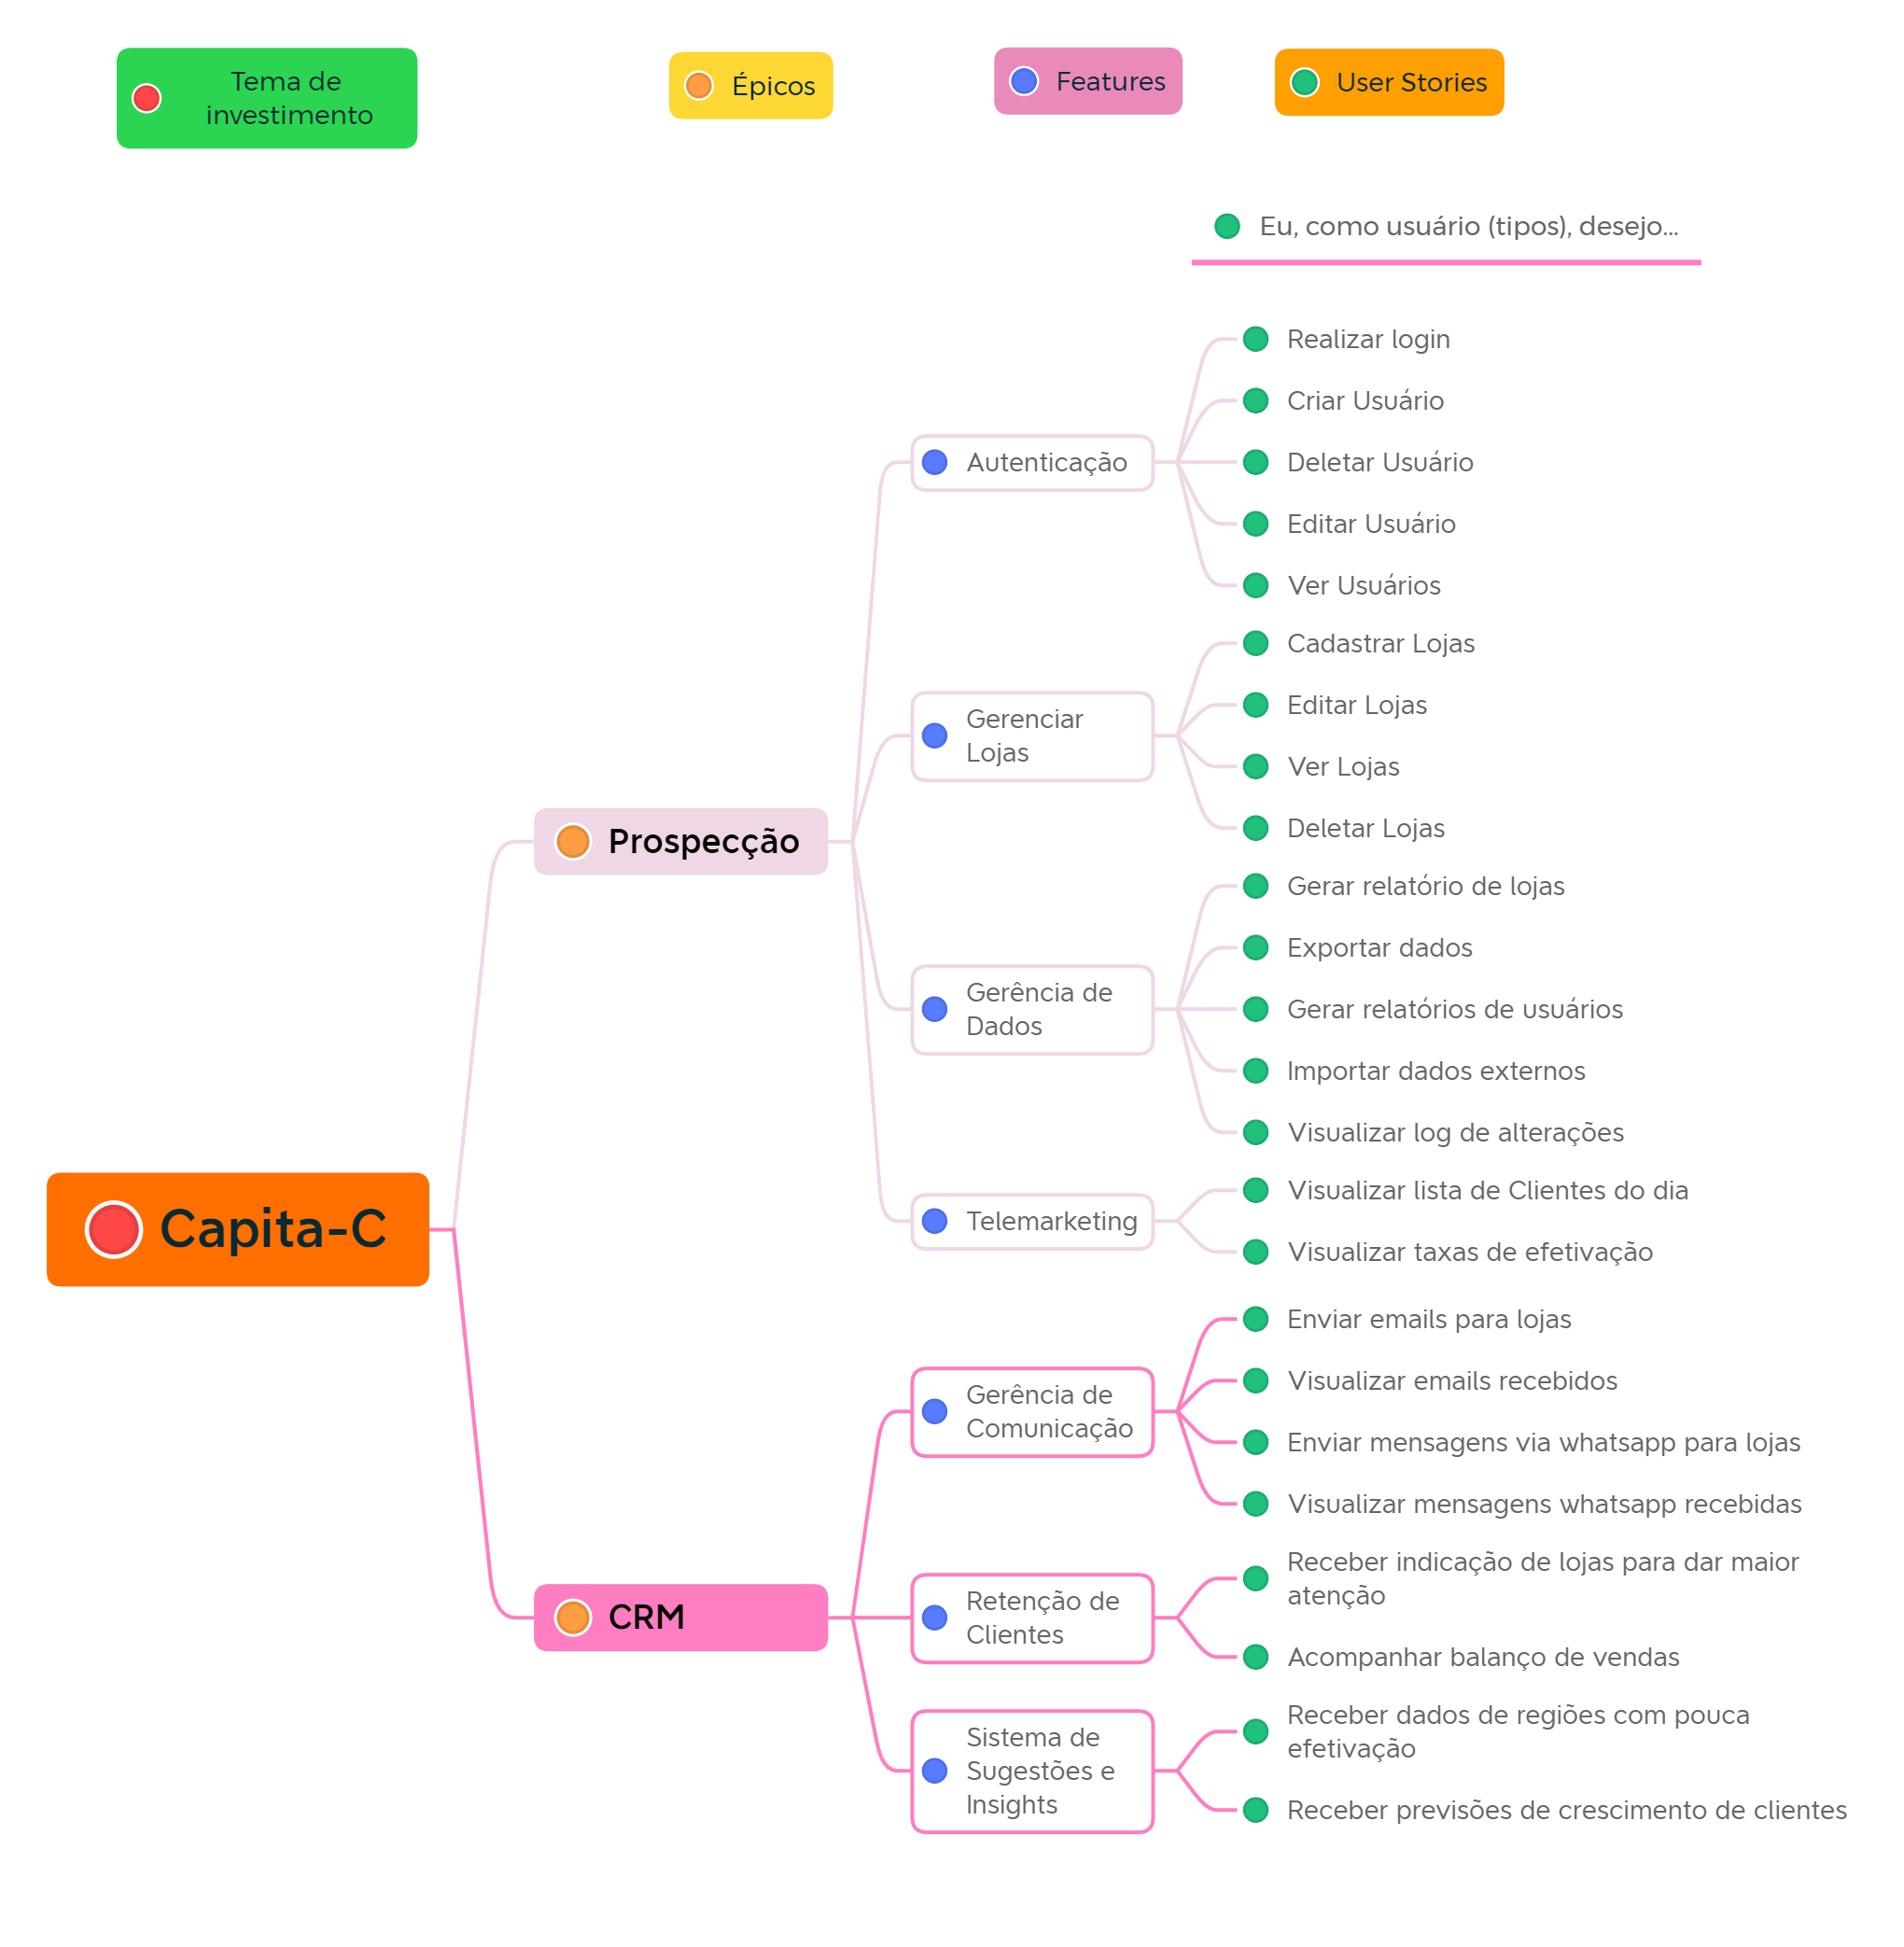 Tema de
investimento
Épicos
Features
User Stories
Eu, como usuário (tipos), desejo...
Realizar login
Criar Usuário
Autenticação
Deletar Usuário
Editar Usuário
Ver Usuários
Cadastrar Lojas
Editar Lojas
Gerenciar
Lojas
Ver Lojas
Deletar Lojas
Prospecção
Gerar relatório de lojas
Exportar dados
Gerência de
Dados
Gerar relatórios de usuários
Importar dados externos
Visualizar log de alterações
Visualizar lista de Clientes do dia
Telemarketing
Visualizar taxas de efetivação
Capita-C
Enviar emails para lojas
Visualizar emails recebidos
Gerência de
Comunicação
Enviar mensagens via whatsapp para lojas
Visualizar mensagens whatsapp recebidas
Receber indicação de lojas para dar maior
atenção
CRM
Retenção de
Clientes
Acompanhar balanço de vendas
Receber dados de regiões com pouca
efetivação
Sistema de
Sugestões e
Insights
Receber previsões de crescimento de clientes